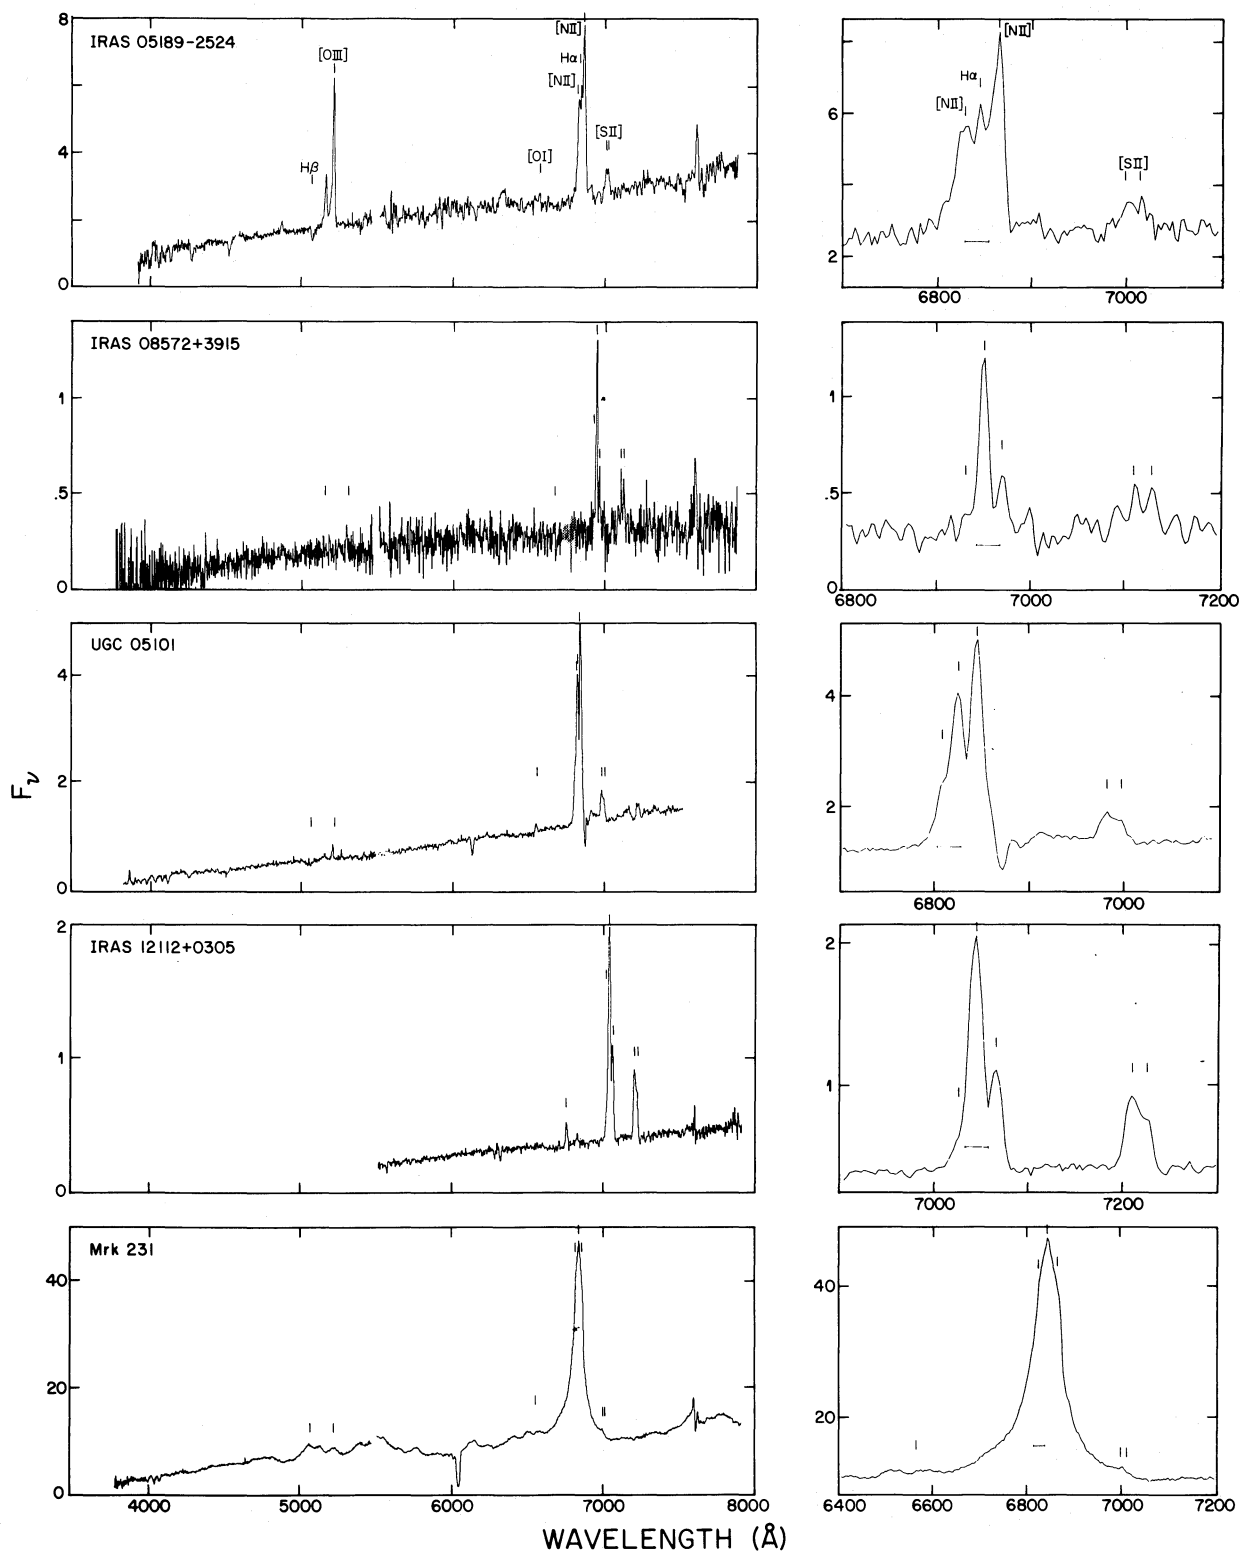 IRAS 05189-2524
[OIII]
Hβ
[OI]
[NII]
Hα
[NII]
[SII]
8
4
0
[NII]
Hα
[NII]
[SII]
6
2
6800 7000
IRAS 08572+3915
1
.5
0
1
.5
0
6800 7000 7200
UGC 05101
4
2
0
4
2
6800 7000
Fν
IRAS 12112+0305
2
1
0
2
1
7000 7200
Mrk 231
40
20
0
4000 5000 6000 7000 8000
40
20
6400 6600 6800 7000 7200
WAVELENGTH (Å)